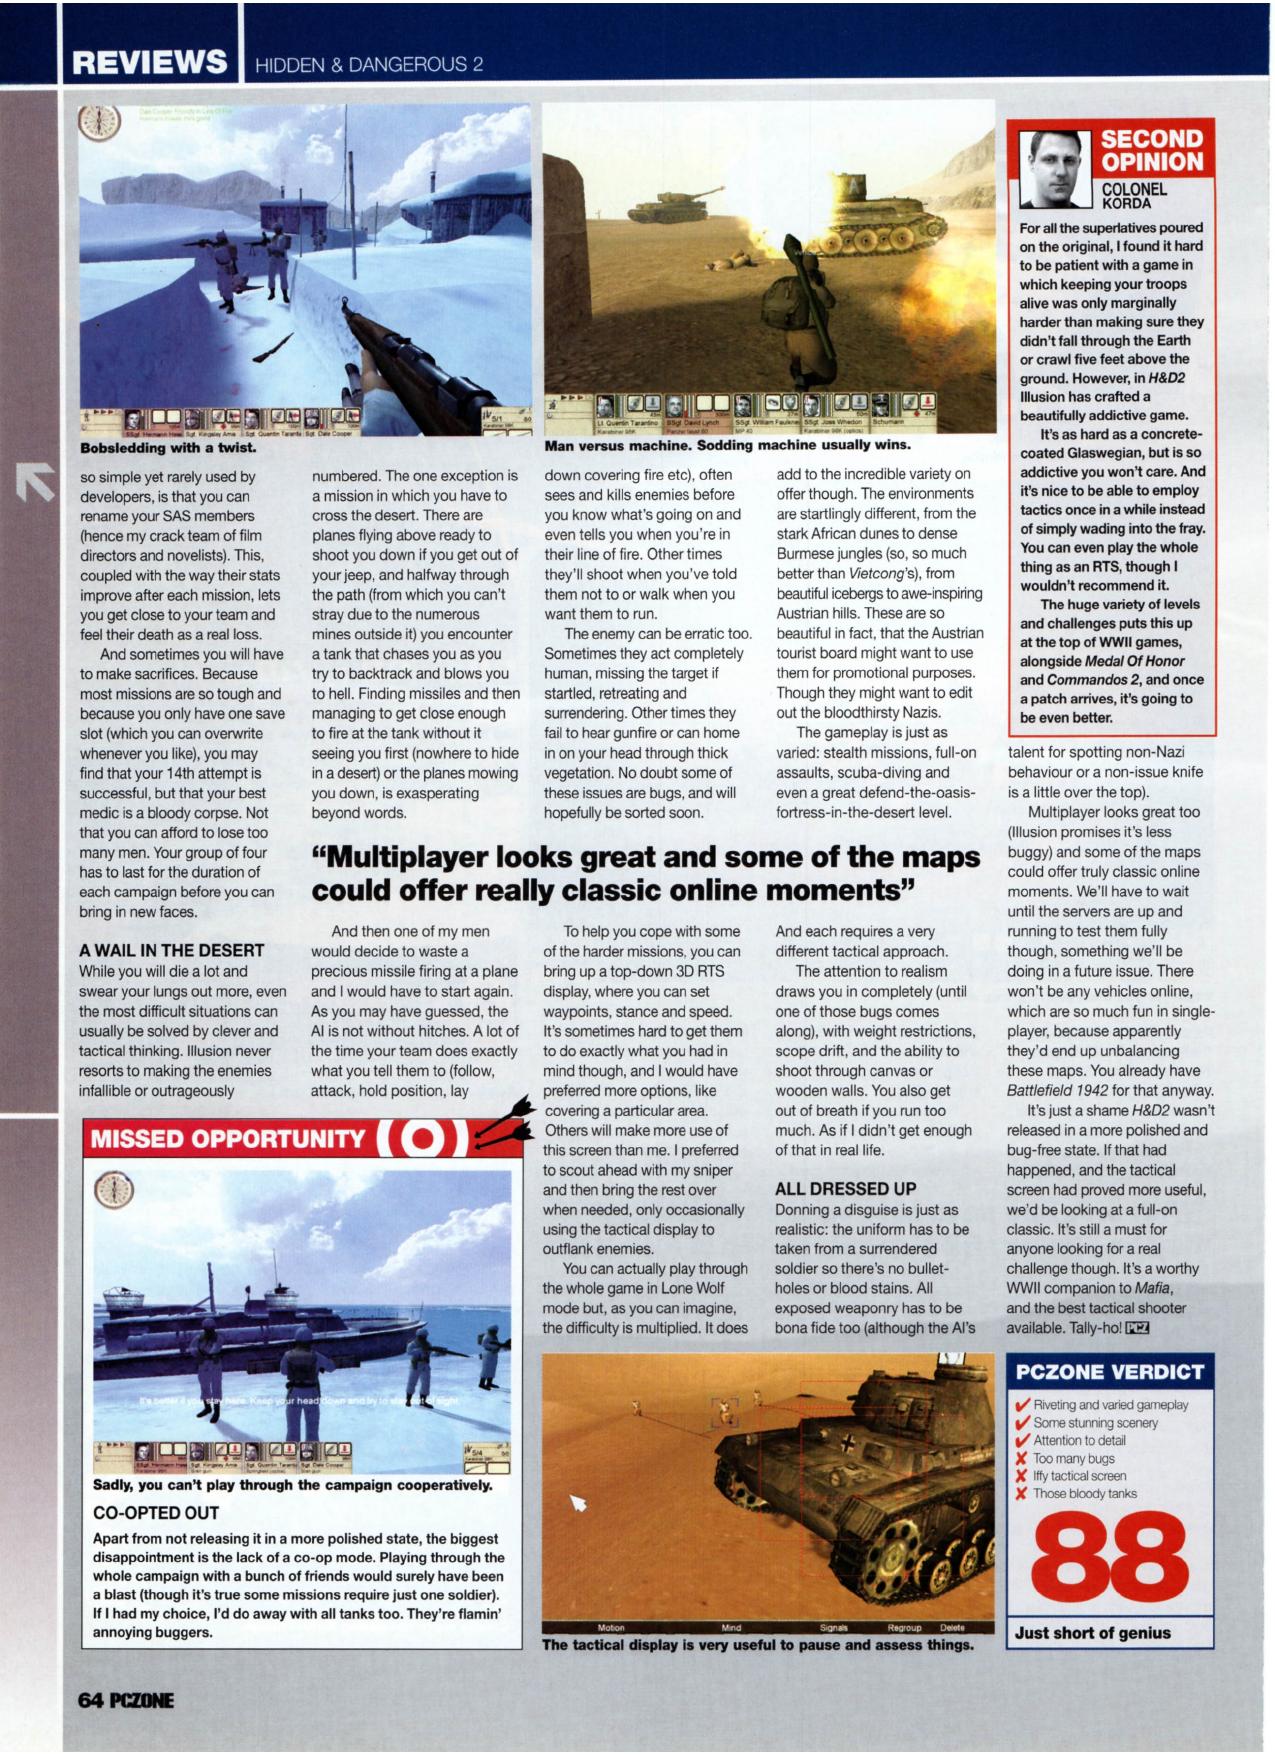 REVIEWS
HIDDEN & DANGEROUS 2
Bobsledding with a twist.
Man versus machine. Sodding machine usually wins.
so simple yet rarely used by
developers, is that you can
rename your SAS members
(hence my crack team of film
directors and novelists). This,
coupled with the way their stats
improve after each mission, lets
you get close to your team and
feel their death as a real loss.
And sometimes you will have
to make sacrifices. Because
most missions are so tough and
because you only have one save
slot (which you can overwrite
whenever you like), you may
find that your 14th attempt is
successful, but that your best
medic is a bloody corpse. Not
that you can afford to lose too
many men. Your group of four
has to last for the duration of
each campaign before you can
bring in new faces.
A WAIL IN THE DESERT
While you will die a lot and
swear your lungs out more, even
the most difficult situations can
usually be solved by clever and
tactical thinking. Illusion never
resorts to making the enemies
infallible or outrageously
numbered. The one exception is
a mission in which you have to
cross the desert. There are
planes flying above ready to
shoot you down if you get out of
your jeep, and halfway through
the path (from which you can't
stray due to the numerous
mines outside it) you encounter
a tank that chases you as you
try to backtrack and blows you
to hell. Finding missiles and then
managing to get close enough
to fire at the tank without it
seeing you first (nowhere to hide
in a desert) or the planes mowing
you down, is exasperating
beyond words.
"Multiplayer looks great and some of the maps
could offer really classic online moments"
And then one of my men
would decide to waste a
precious missile firing at a plane
and I would have to start again.
As you may have guessed, the
AI is not without hitches. A lot of
the time your team does exactly
what you tell them to (follow,
attack, hold position, lay
down covering fire etc), often
sees and kills enemies before
you know what's going on and
even tells you when you're in
their line of fire. Other times
they'll shoot when you've told
them not to or walk when you
want them to run.
The enemy can be erratic too.
Sometimes they act completely
human, missing the target if
startled, retreating and
surrendering. Other times they
fail to hear gunfire or can home
in on your head through thick
vegetation. No doubt some of
these issues are bugs, and will
hopefully be sorted soon.
To help you cope with some
of the harder missions, you can
bring up a top-down 3D RTS
display, where you can set
waypoints, stance and speed.
It's sometimes hard to get them
to do exactly what you had in
mind though, and I would have
preferred more options, like
covering a particular area.
Others will make more use of
this screen than me. I preferred
to scout ahead with my sniper
and then bring the rest over
when needed, only occasionally
using the tactical display to
outflank enemies.
You can actually play through
the whole game in Lone Wolf
mode but, as you can imagine,
the difficulty is multiplied. It does
add to the incredible variety on
offer though. The environments
are startlingly different, from the
stark African dunes to dense
Burmese jungles (so, so much
better than Vietcong's), from
beautiful icebergs to awe-inspiring
Austrian hills. These are so
beautiful in fact, that the Austrian
tourist board might want to use
them for promotional purposes.
Though they might want to edit
out the bloodthirsty Nazis.
The gameplay is just as
varied: stealth missions, full-on
assaults, scuba-diving and
even a great defend-the-oasis-
fortress-in-the-desert level.
And each requires a very
different tactical approach.
The attention to realism
draws you in completely (until
one of those bugs comes
along), with weight restrictions,
scope drift, and the ability to
shoot through canvas or
wooden walls. You also get
out of breath if you run too
much. As if I didn't get enough
of that in real life.
ALL DRESSED UP
Donning a disguise is just as
realistic: the uniform has to be
taken from a surrendered
soldier so there's no bullet-
holes or blood stains. All
exposed weaponry has to be
bona fide too (although the AI's
talent for spotting non-Nazi
behaviour or a non-issue knife
is a little over the top).
Multiplayer looks great too
(Illusion promises it's less
buggy) and some of the maps
could offer truly classic online
moments. We'll have to wait
until the servers are up and
running to test them fully
though, something we'll be
doing in a future issue. There
won't be any vehicles online,
which are so much fun in single-
player, because apparently
they'd end up unbalancing
these maps. You already have
Battlefield 1942 for that anyway.
It's just a shame H&D2 wasn't
released in a more polished and
bug-free state. If that had
happened, and the tactical
screen had proved more useful,
we'd be looking at a full-on
classic. It's still a must for
anyone looking for a real
challenge though. It's a worthy
WWII companion to Mafia,
and the best tactical shooter
available. Tally-ho! PCZ
SECOND
OPINION
COLONEL
KORDA
For all the superlatives poured
on the original, I found it hard
to be patient with a game in
which keeping your troops
alive was only marginally
harder than making sure they
didn't fall through the Earth
or crawl five feet above the
ground. However, in H&D2
Illusion has crafted a
beautifully addictive game.
It's as hard as a concrete-
coated Glaswegian, but is so
addictive you won't care. And
it's nice to be able to employ
tactics once in a while instead
of simply wading into the fray.
You can even play the whole
thing as an RTS, though I
wouldn't recommend it.
The huge variety of levels
and challenges puts this up
at the top of WWII games,
alongside Medal Of Honor
and Commandos 2, and once
a patch arrives, it's going to
be even better.
MISSED OPPORTUNITY
It's better if you stay here. Keep your head down and try to stay out of sight.
Sadly, you can't play through the campaign cooperatively.
CO-OPTED OUT
Apart from not releasing it in a more polished state, the biggest
disappointment is the lack of a co-op mode. Playing through the
whole campaign with a bunch of friends would surely have been
a blast (though it's true some missions require just one soldier).
If I had my choice, I'd do away with all tanks too. They're flamin'
annoying buggers.
Motion Mind Signals Regroup Delete
The tactical display is very useful to pause and assess things.
PCZONE VERDICT
Riveting and varied gameplay
Some stunning scenery
Attention to detail
Too many bugs
Iffy tactical screen
Those bloody tanks
88
Just short of genius
64 PCZONE